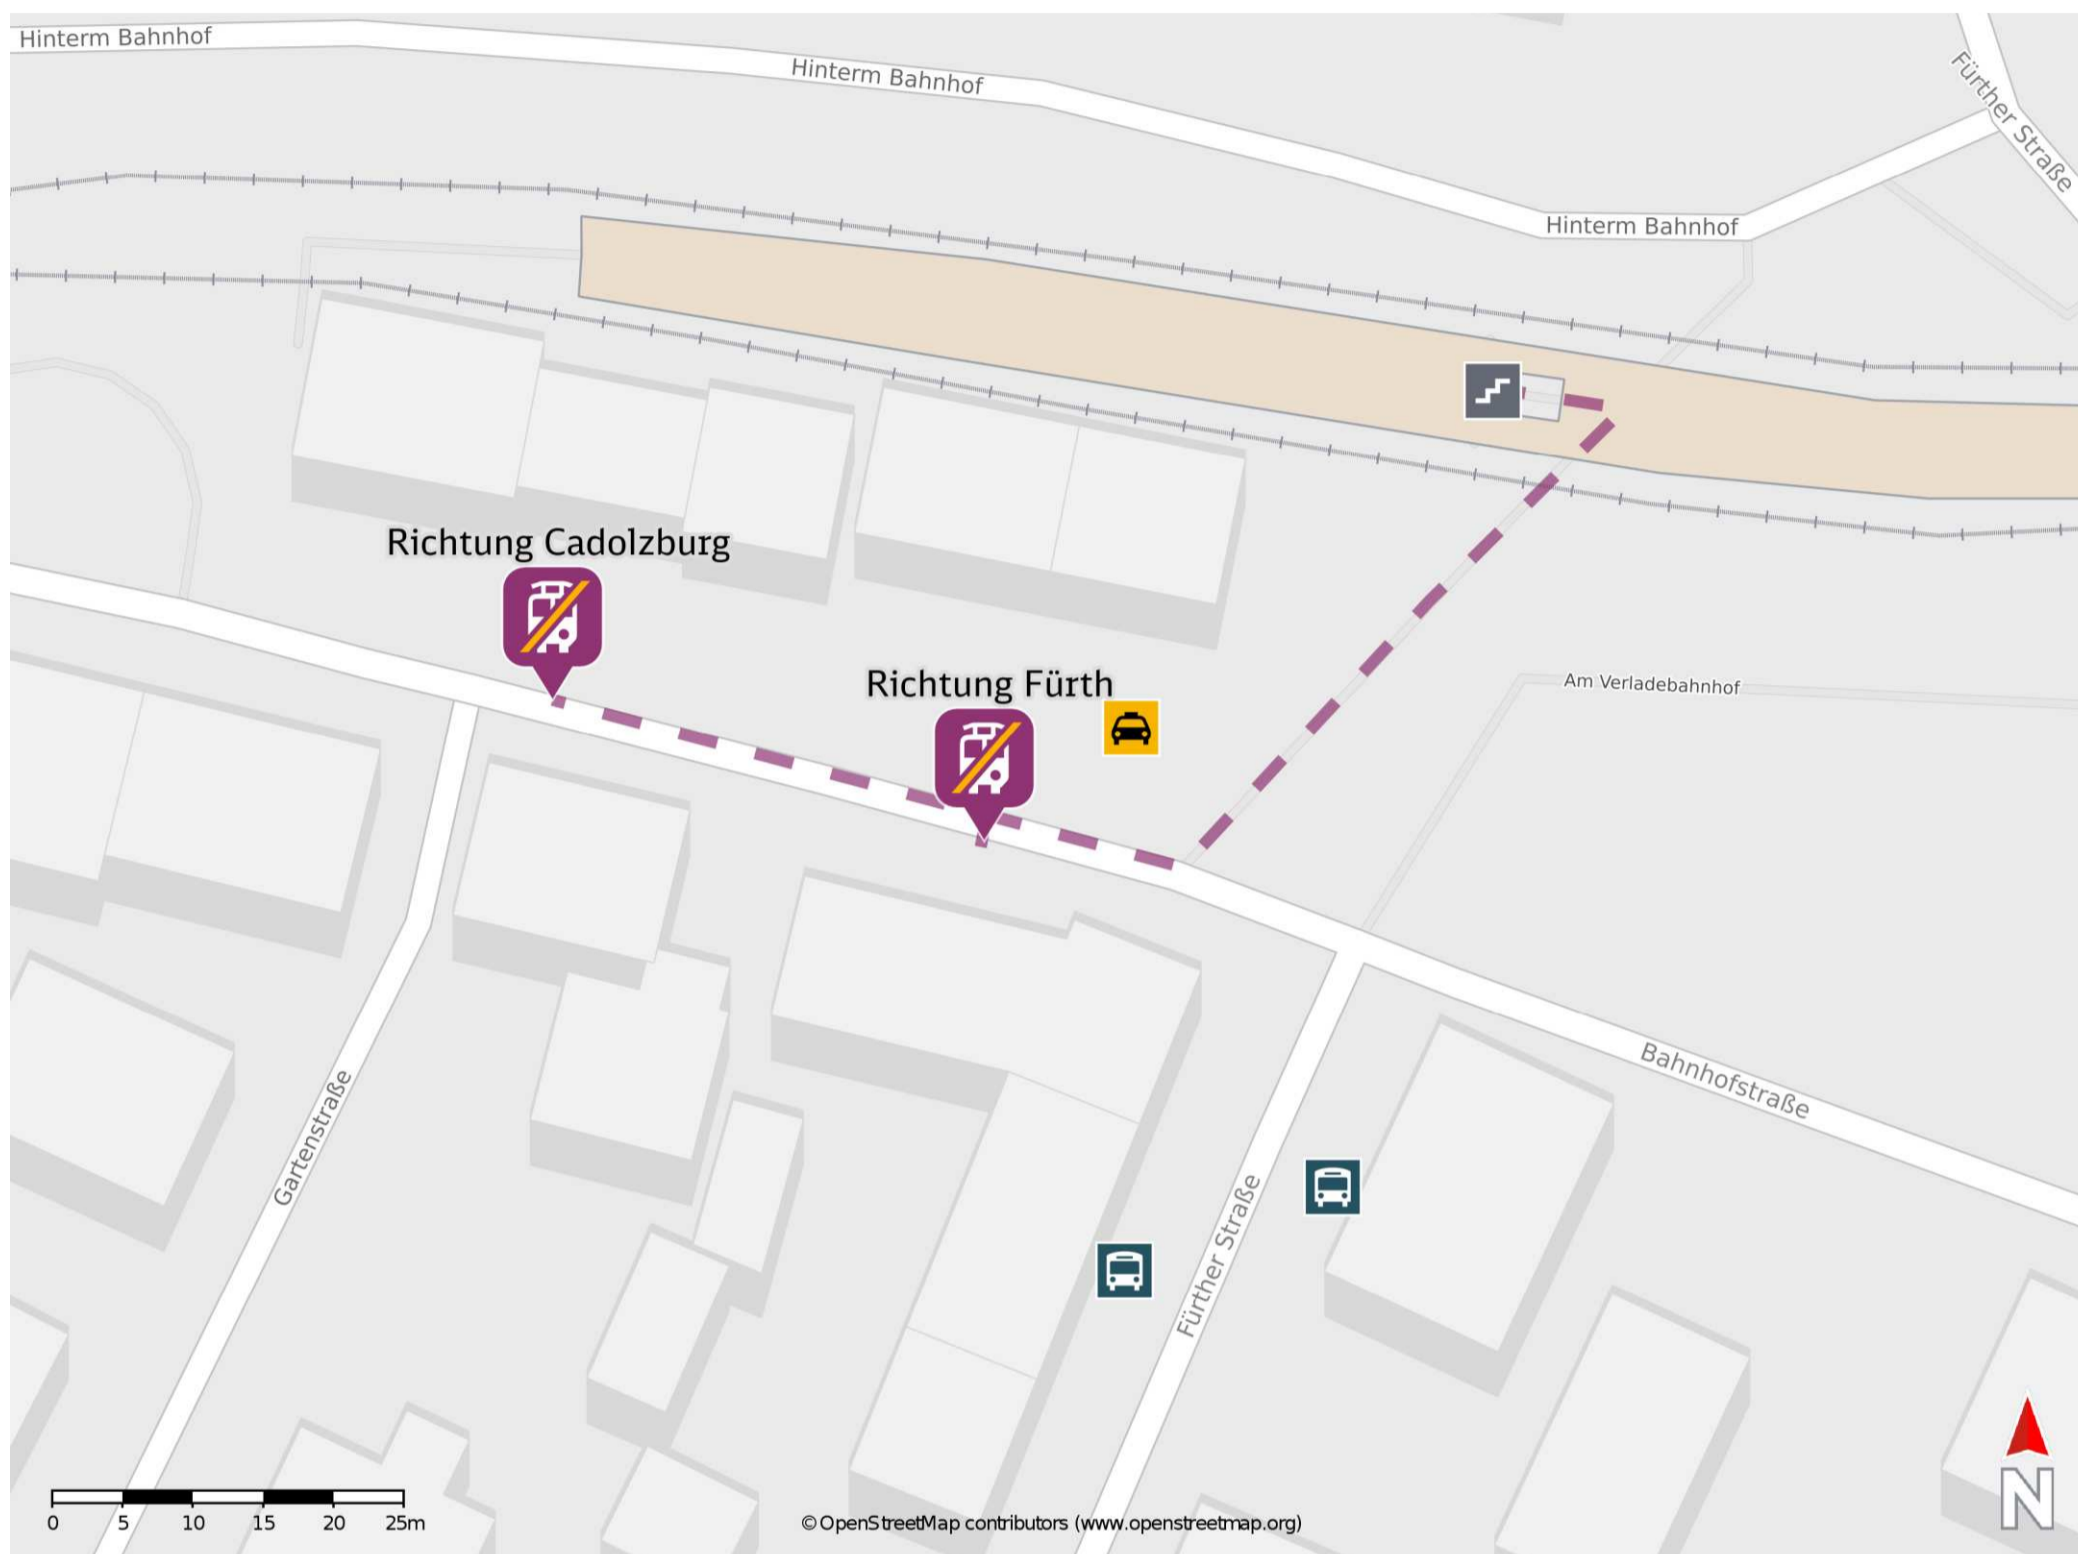 Hinterm Bahnhof
Hinterm Bahnhof
Fürther Straße
Hinterm Bahnhof
Richtung Cadolzburg
Richtung Fürth
Am Verladebahnhof
Bahnhofstraße
Gartenstraße
Fürther Straße
N
0 5 10 15 20 25m
© OpenStreetMap contributors (www.openstreetmap.org)